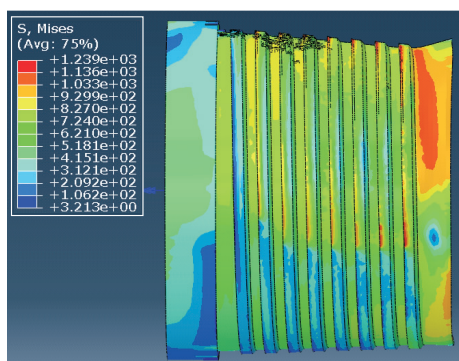 S, Mises
(Avg: 75%)
+1.239e+03
+1.136e+03
+1.033e+03
+9.299e+02
+8.270e+02
+7.240e+02
+6.210e+02
+5.181e+02
+4.151e+02
+3.121e+02
+2.092e+02
+1.062e+02
+3.213e+00